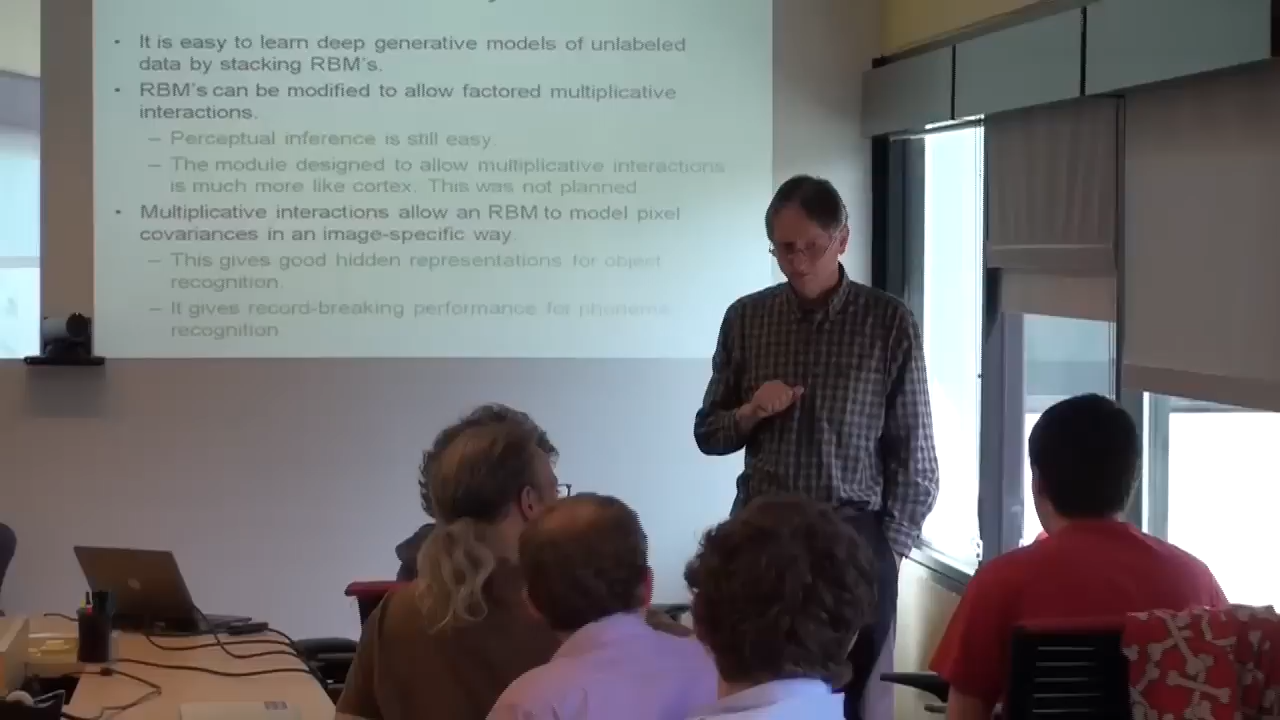 • It is easy to learn deep generative models of unlabeled
data by stacking RBM's.
• RBM's can be modified to allow factored multiplicative
interactions.
– Perceptual inference is still easy.
– The module designed to allow multiplicative interactions
is much more like cortex. This was not planned
• Multiplicative interactions allow an RBM to model pixel
covariances in an image-specific way.
– This gives good hidden representations for object
recognition.
– It gives record-breaking performance for phoneme
recognition